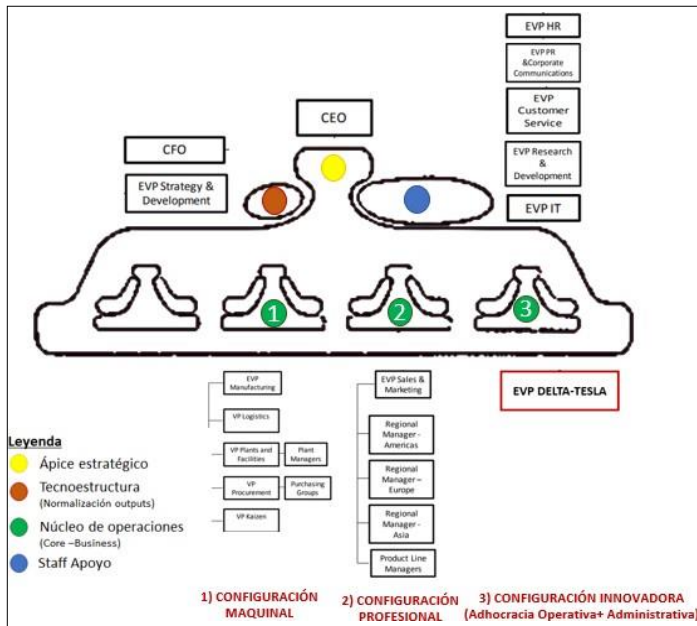 EVP HR
EVP PR
&Corporate
Communications
EVP
Customer
Service
EVP Research
&
Development
EVP IT
CEO
CFO
EVP Strategy &
Development
1
2
3
EVP
Manufacturing
VP Logistics
VP Plants and
Facilities
Plant
Managers
VP
Procurement
Purchasing
Groups
VP Kaizen
EVP Sales &
Marketing
Regional
Manager -
Americas
Regional
Manager –
Europe
Regional
Manager -
Asia
Product Line
Managers
EVP DELTA-TESLA
Leyenda
Ápice estratégico
Tecnoestructura
(Normalización outputs)
Núcleo de operaciones
(Core –Business)
Staff Apoyo
1) CONFIGURACIÓN
MAQUINAL
2) CONFIGURACIÓN
PROFESIONAL
3) CONFIGURACIÓN INNOVADORA
(Adhocracia Operativa+ Administrativa)